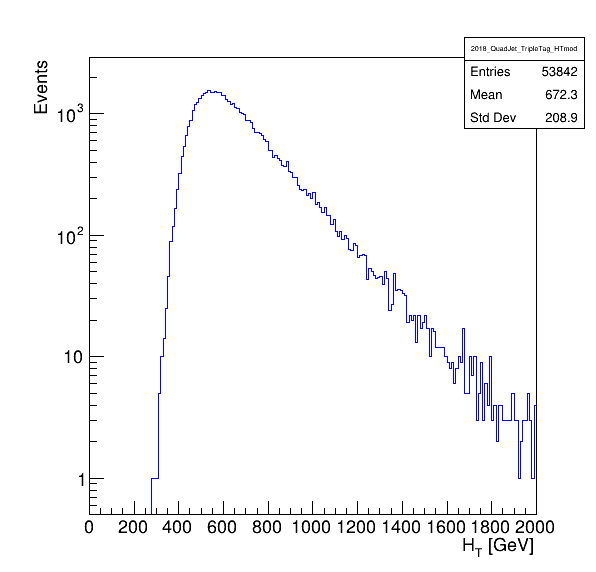 2018_QuadJet_TripleTag_HTmod
Entries 53842
Mean 672.3
Std Dev 208.9
Events
10³
10²
10
1
0 200 400 600 800 1000 1200 1400 1600 1800 2000
H_T [GeV]